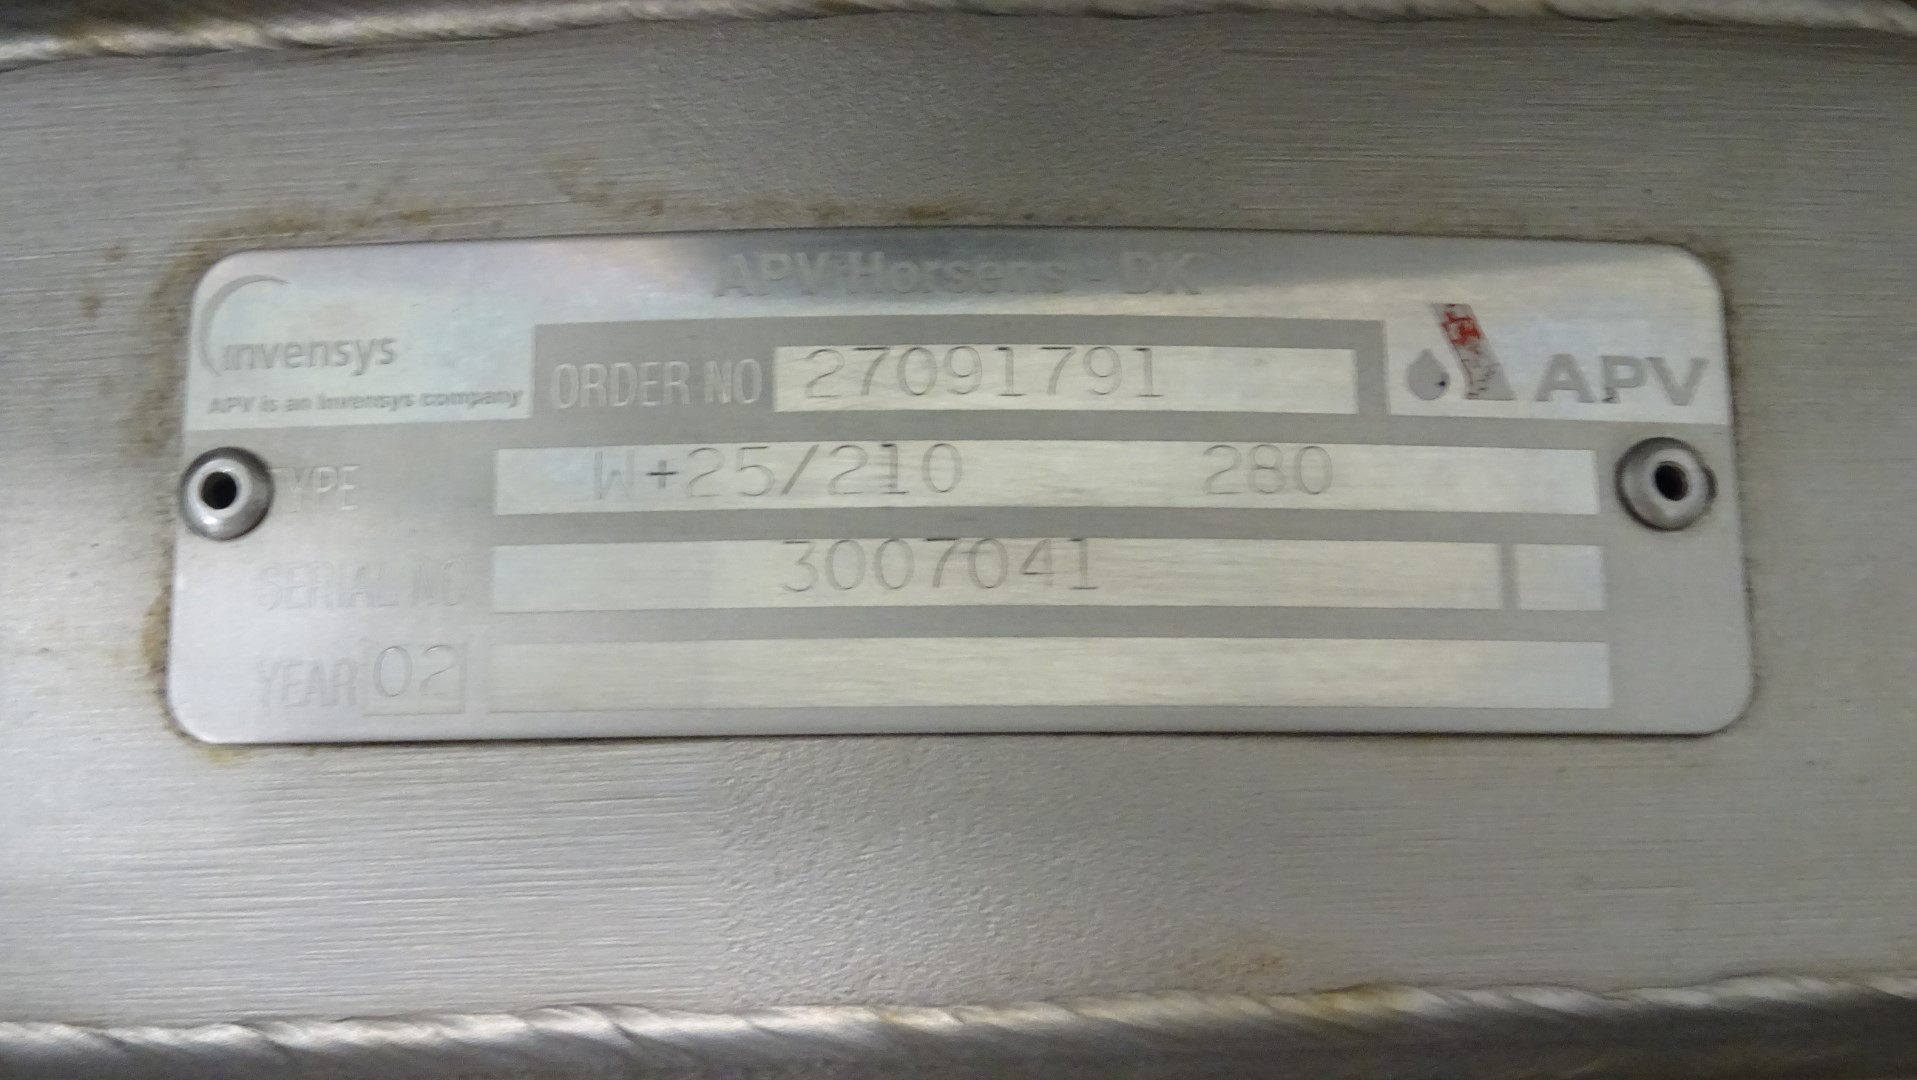 APV Horsens - DK
invensys
APV is an Invensys company
ORDER NO 27091791
APV
TYPE W+25/210 280
SERIAL NO 3007041
YEAR 02